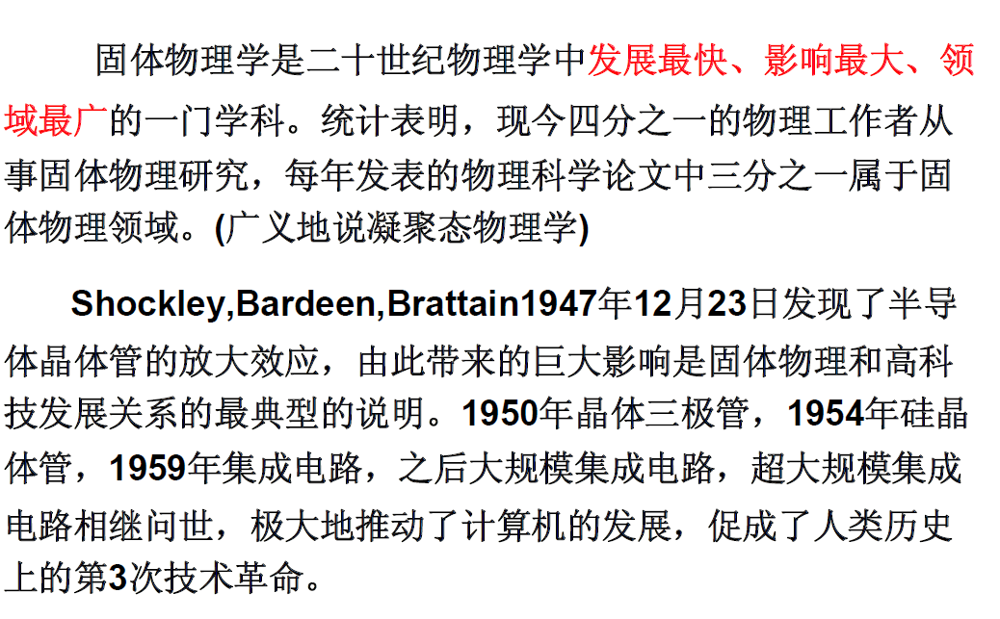 固体物理学是二十世纪物理学中发展最快、影响最大、领
域最广的一门学科。统计表明，现今四分之一的物理工作者从
事固体物理研究，每年发表的物理科学论文中三分之一属于固
体物理领域。(广义地说凝聚态物理学)
Shockley,Bardeen,Brattain1947年12月23日发现了半导
体晶体管的放大效应，由此带来的巨大影响是固体物理和高科
技发展关系的最典型的说明。1950年晶体三极管，1954年硅晶
体管，1959年集成电路，之后大规模集成电路，超大规模集成
电路相继问世，极大地推动了计算机的发展，促成了人类历史
上的第3次技术革命。